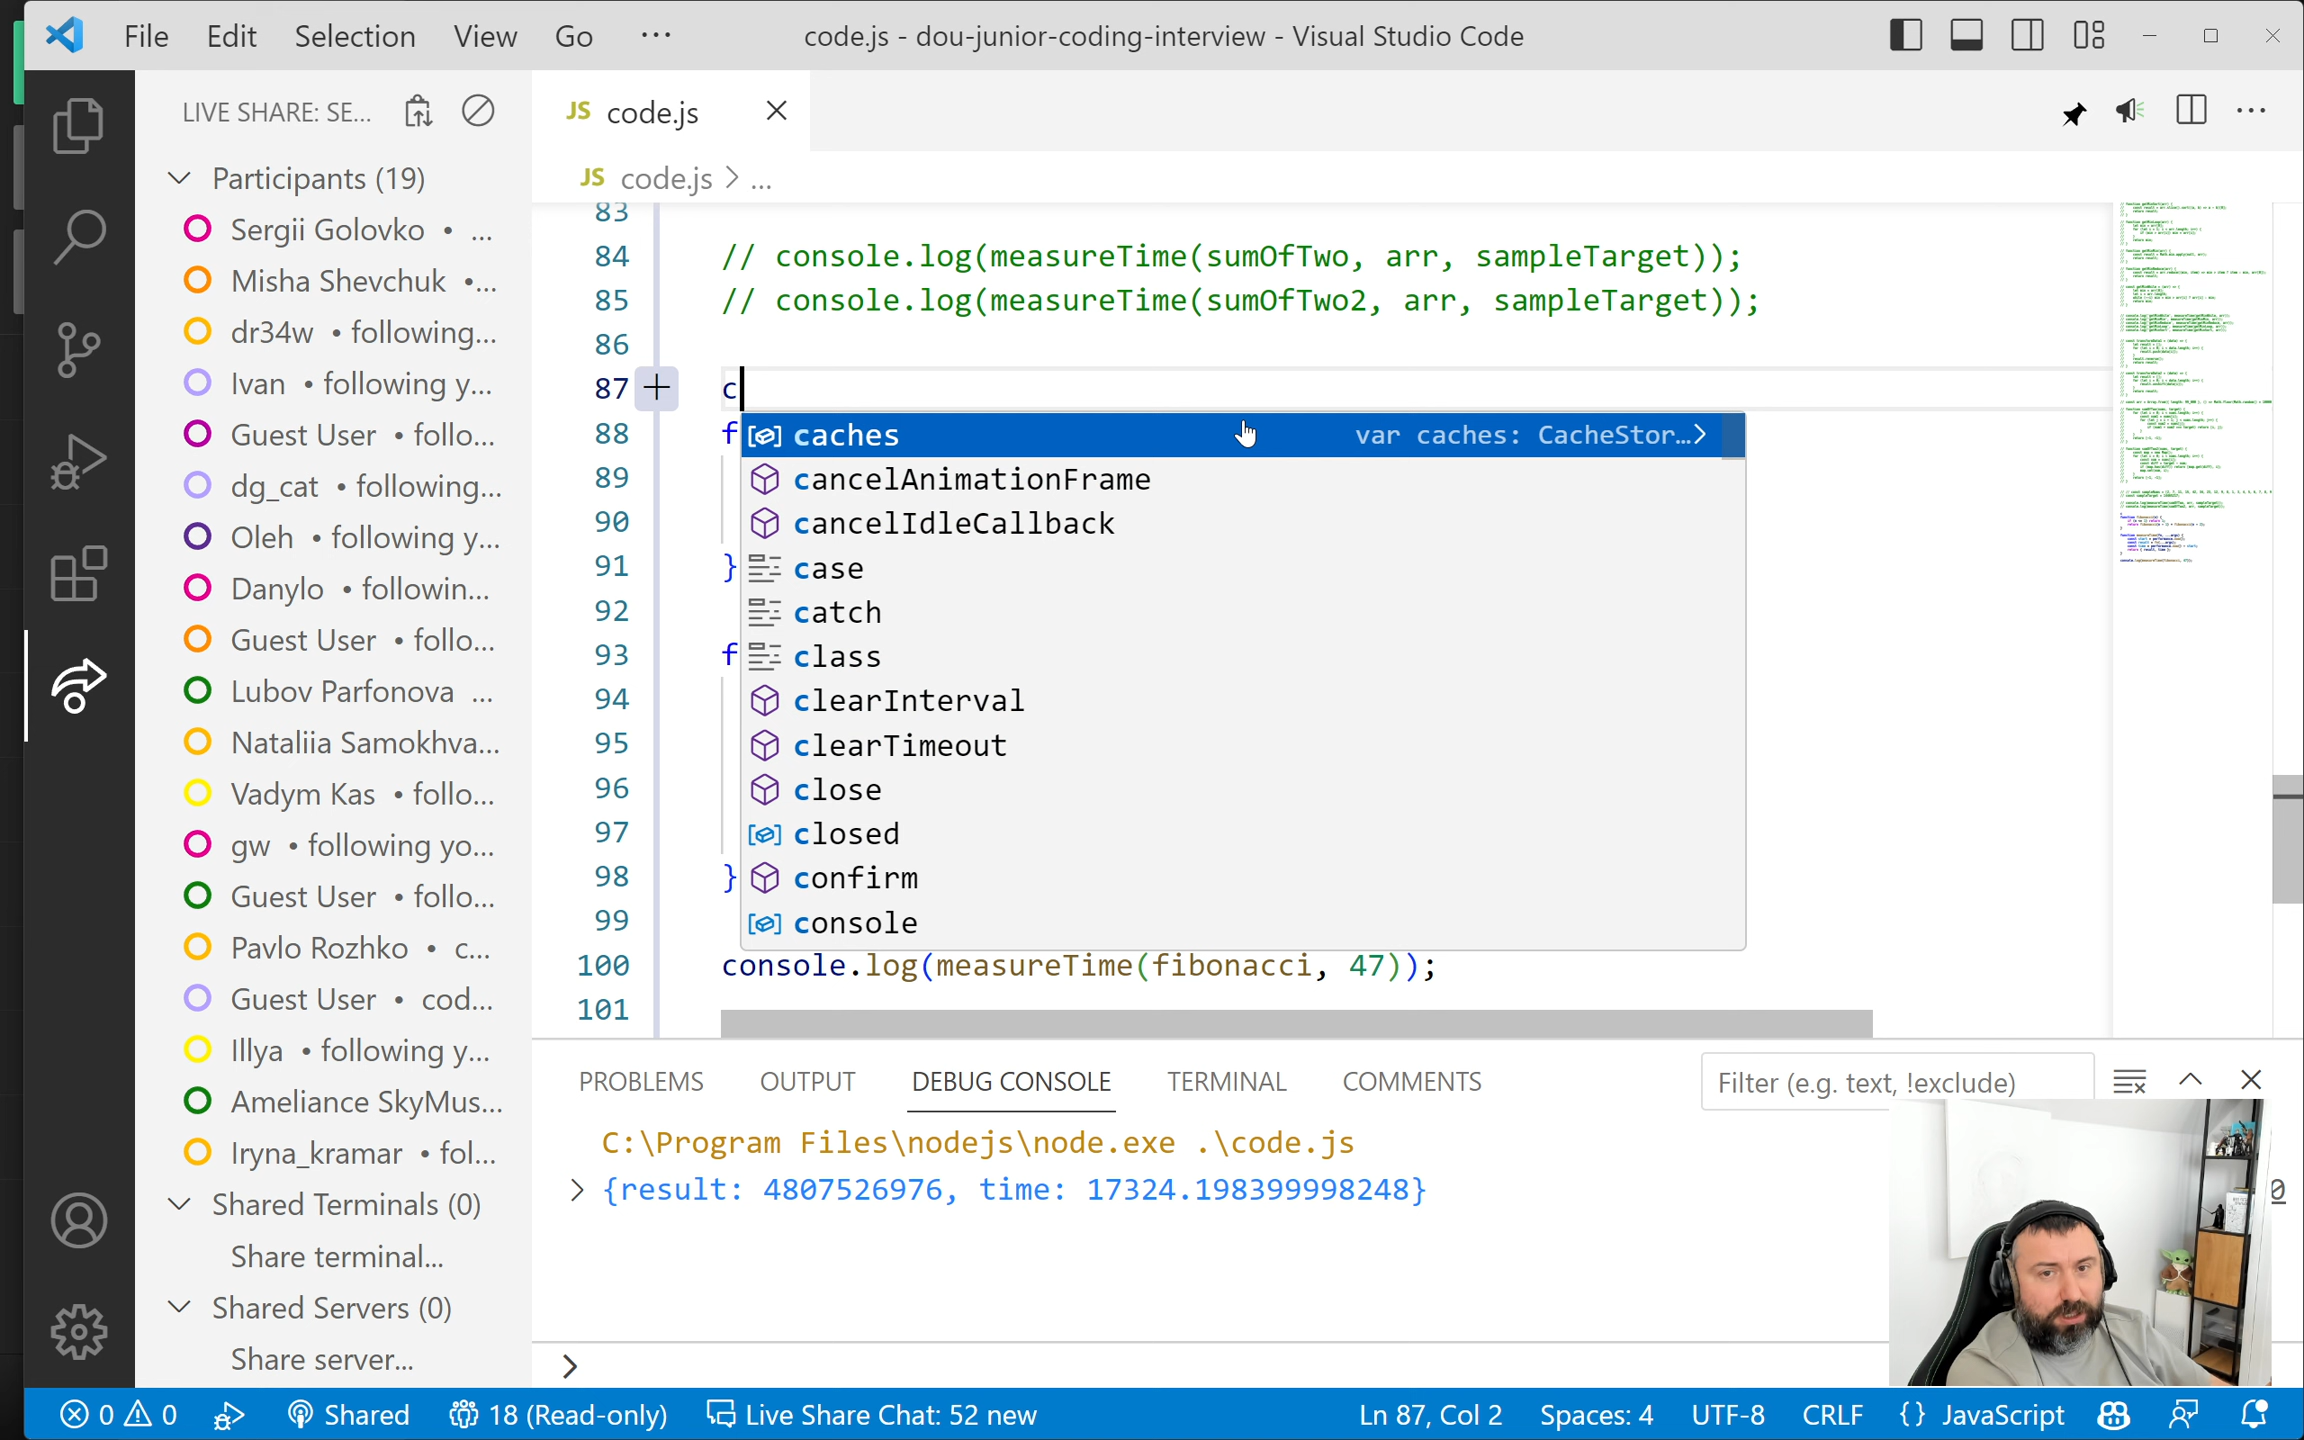 File Edit Selection View Go ··· code.js - dou-junior-coding-interview - Visual Studio Code
LIVE SHARE: SE...
Participants (19)
Sergii Golovko • ...
Misha Shevchuk •...
dr34w • following...
Ivan • following y...
Guest User • follo...
dg_cat • following...
Oleh • following y...
Danylo • followin...
Guest User • follo...
Lubov Parfonova ...
Nataliia Samokhva...
Vadym Kas • follo...
gw • following yo...
Guest User • follo...
Pavlo Rozhko • c...
Guest User • cod...
Illya • following y...
Ameliance SkyMus...
Iryna_kramar • fol...
Shared Terminals (0)
Share terminal...
Shared Servers (0)
Share server...
JS code.js
JS code.js > ...
83
84 // console.log(measureTime(sumOfTwo, arr, sampleTarget));
85 // console.log(measureTime(sumOfTwo2, arr, sampleTarget));
86
87 c
88 f caches var caches: CacheStor...>
89 cancelAnimationFrame
90 cancelIdleCallback
91 } case
92 catch
93 f class
94 clearInterval
95 clearTimeout
96 close
97 closed
98 } confirm
99 console
100 console.log(measureTime(fibonacci, 47));
101
PROBLEMS OUTPUT DEBUG CONSOLE TERMINAL COMMENTS Filter (e.g. text, !exclude)
C:\Program Files\nodejs\node.exe .\code.js
> {result: 4807526976, time: 17324.198399998248}
>
0 0 Shared 18 (Read-only) Live Share Chat: 52 new Ln 87, Col 2 Spaces: 4 UTF-8 CRLF {} JavaScript